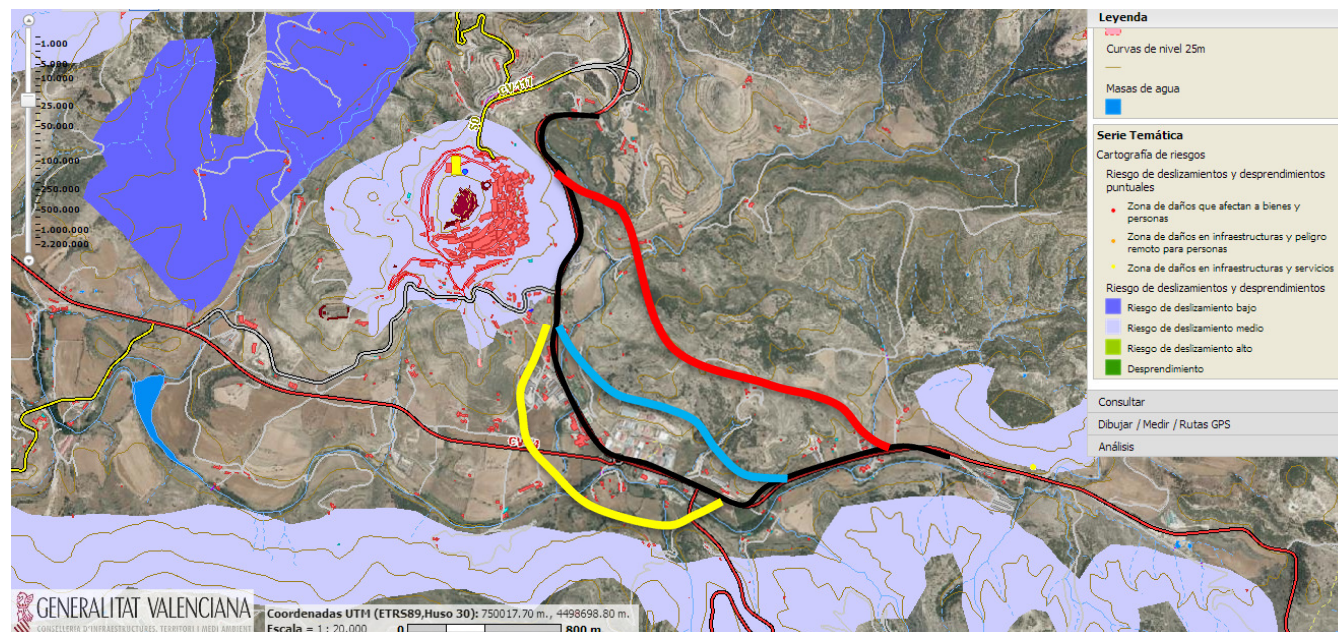 1.000
5.000
10.000
25.000
50.000
100.000
250.000
500.000
1.000.000
2.200.000
CV-117
Leyenda
Curvas de nivel 25m
Masas de agua
Serie Temática
Cartografía de riesgos
Riesgo de deslizamientos y desprendimientos
puntuales
Zona de daños que afectan a bienes y
personas
Zona de daños en infraestructuras y peligro
remoto para personas
Zona de daños en infraestructuras y servicios
Riesgo de deslizamientos y desprendimientos
Riesgo de deslizamiento bajo
Riesgo de deslizamiento medio
Riesgo de deslizamiento alto
Desprendimiento
Consultar
Dibujar / Medir / Rutas GPS
Análisis
GENERALITAT VALENCIANA
CONSELLERIA D'INFRAESTRUCTURES, TERRITORI I MEDI AMBIENT
Coordenadas UTM (ETRS89,Huso 30): 750017.70 m., 4498698.80 m.
Escala = 1 : 20.000 0 800 m